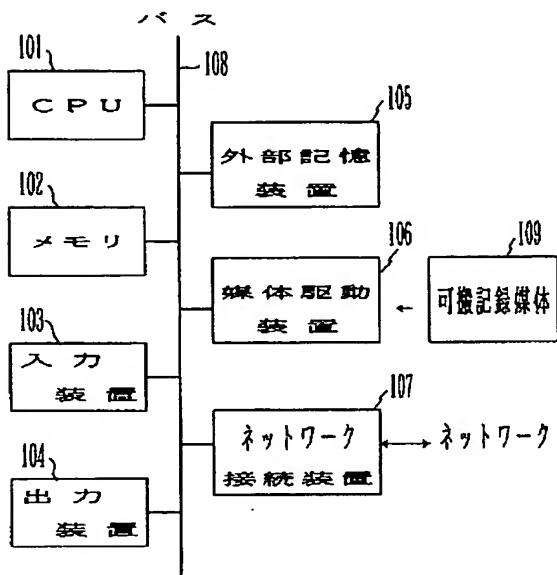 バス
108
101
CPU
102
メモリ
103
入力
装置
104
出力
装置
105
外部記憶
装置
106
媒体駆動
装置
109
可搬記録媒体
107
ネットワーク
接続装置
ネットワーク